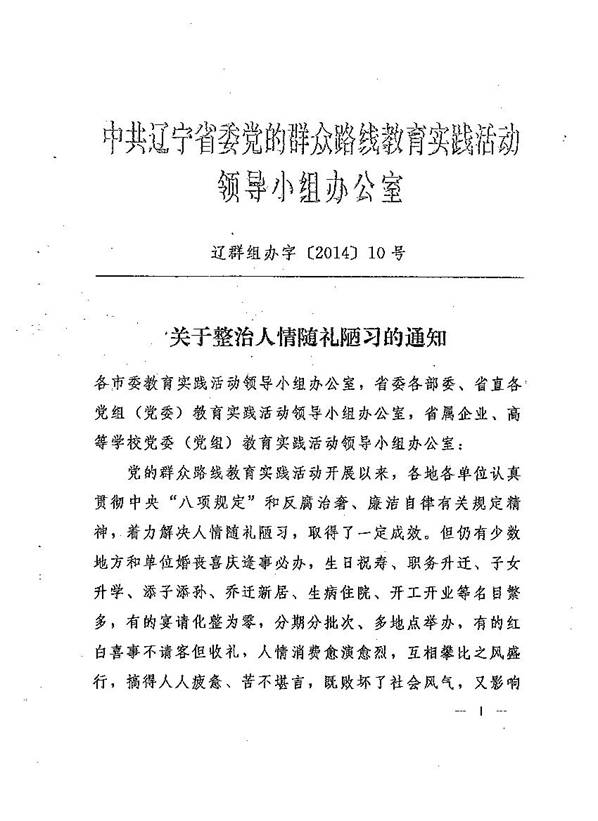 中共辽宁省委党的群众路线教育实践活动
领导小组办公室
辽群组办字〔2014〕10号
关于整治人情随礼陋习的通知
各市委教育实践活动领导小组办公室，省委各部委、省直各
党组（党委）教育实践活动领导小组办公室，省属企业、高
等学校党委（党组）教育实践活动领导小组办公室：
党的群众路线教育实践活动开展以来，各地各单位认真
贯彻中央“八项规定”和反腐治奢、廉洁自律有关规定精
神，着力解决人情随礼陋习，取得了一定成效。但仍有少数
地方和单位婚丧喜庆逢事必办，生日祝寿、职务升迁、子女
升学、添子添孙、乔迁新居、生病住院、开工开业等名目繁
多，有的宴请化整为零，分期分批次、多地点举办，有的红
白喜事不请客但收礼，人情消费愈演愈烈，互相攀比之风盛
行，搞得人人疲惫、苦不堪言，既败坏了社会风气，又影响
— 1 —